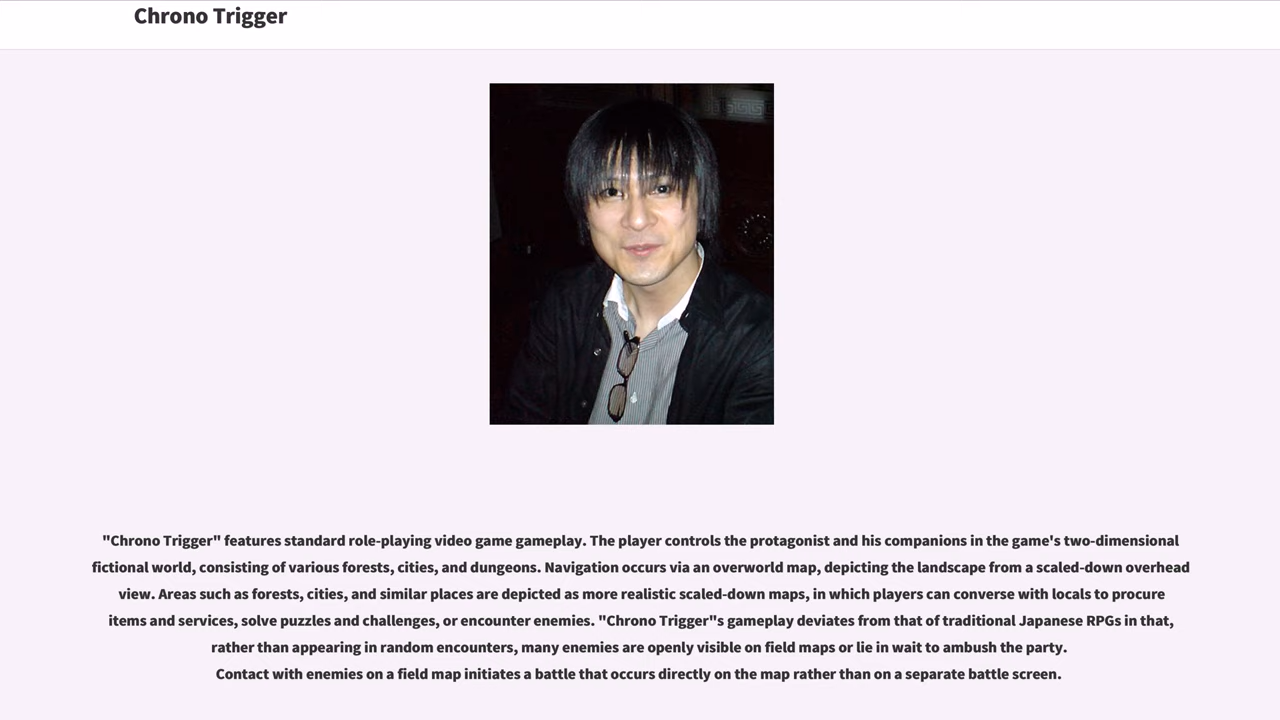 Chrono Trigger
"Chrono Trigger" features standard role-playing video game gameplay. The player controls the protagonist and his companions in the game's two-dimensional
fictional world, consisting of various forests, cities, and dungeons. Navigation occurs via an overworld map, depicting the landscape from a scaled-down overhead
view. Areas such as forests, cities, and similar places are depicted as more realistic scaled-down maps, in which players can converse with locals to procure
items and services, solve puzzles and challenges, or encounter enemies. "Chrono Trigger"s gameplay deviates from that of traditional Japanese RPGs in that,
rather than appearing in random encounters, many enemies are openly visible on field maps or lie in wait to ambush the party.
Contact with enemies on a field map initiates a battle that occurs directly on the map rather than on a separate battle screen.